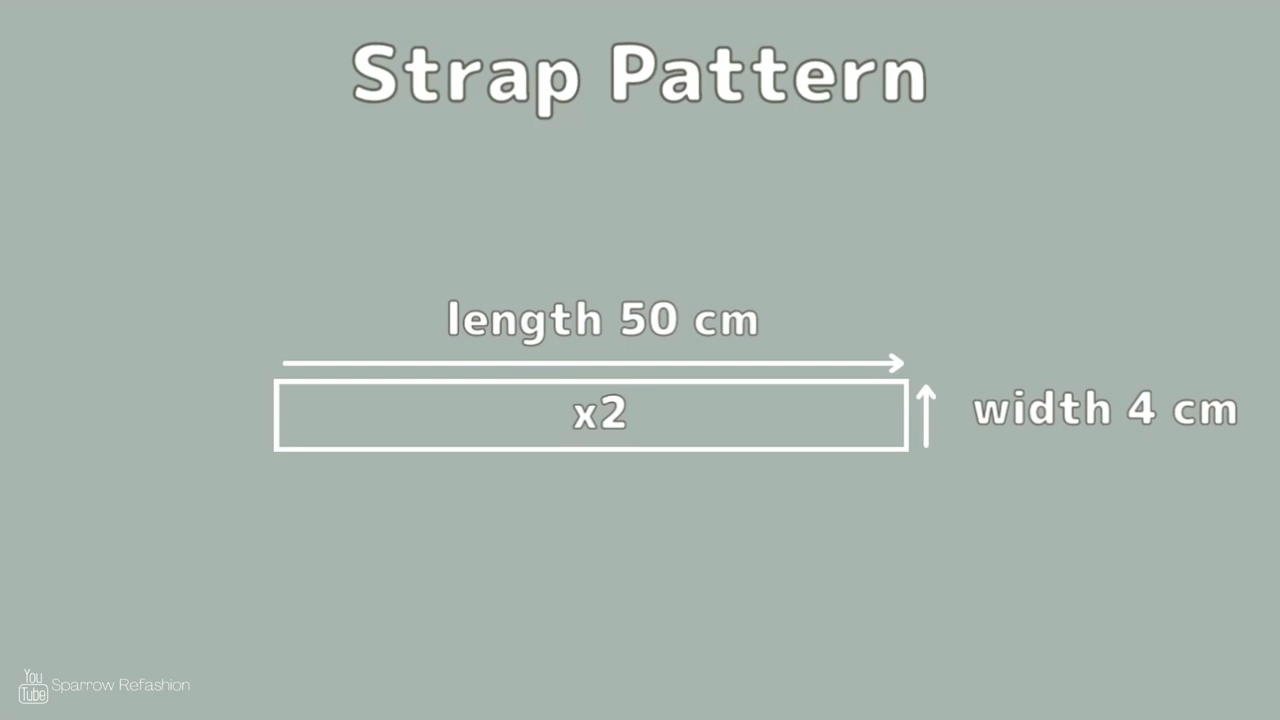 Strap Pattern
length 50 cm
x2
width 4 cm
You
Tube
Sparrow Refashion